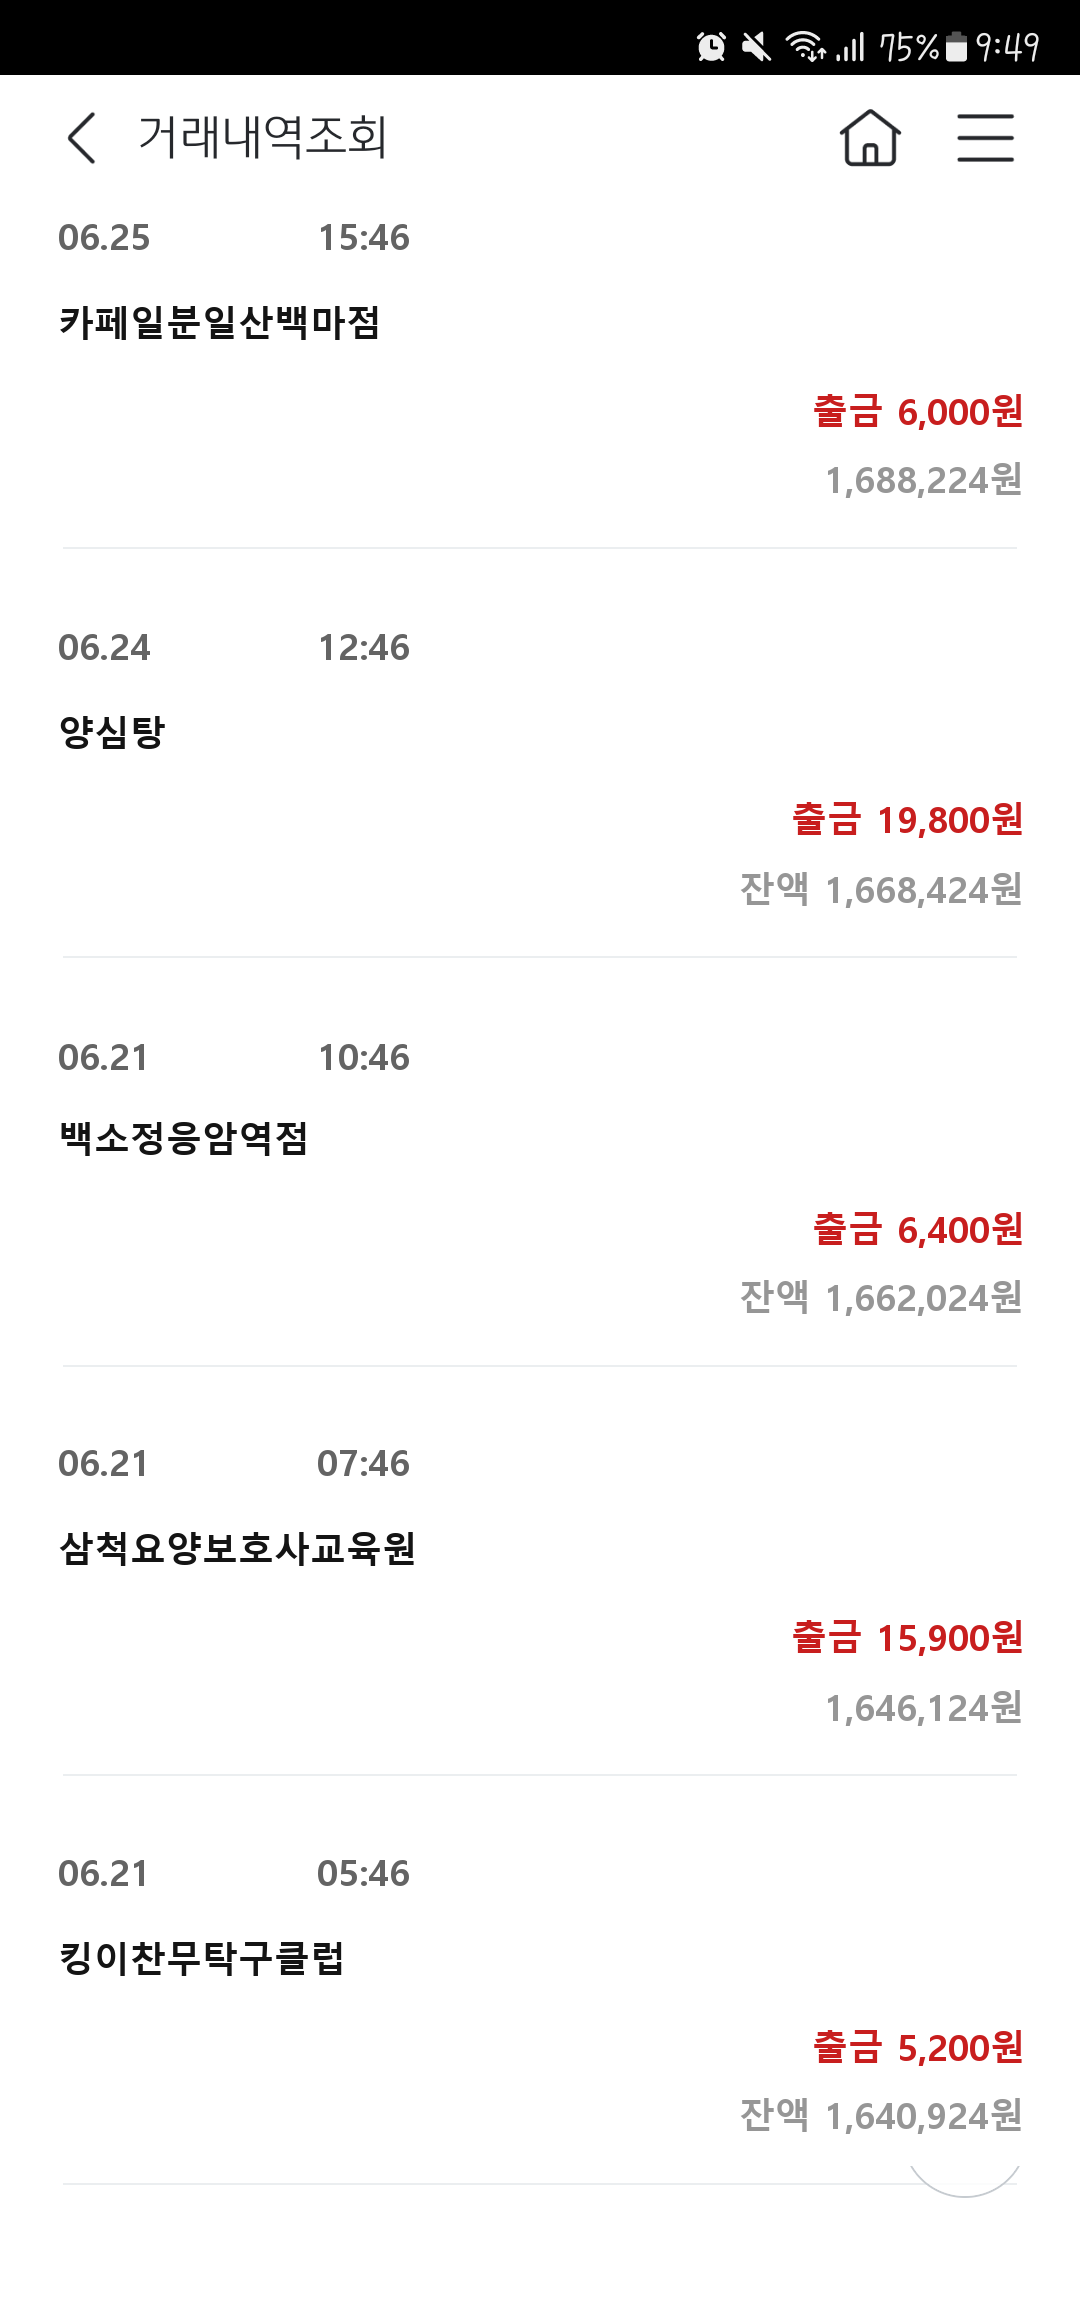 75% 9:49
거래내역조회
06.25 15:46
카페일분일산백마점
출금 6,000원
1,688,224원
06.24 12:46
양심탕
출금 19,800원
잔액 1,668,424원
06.21 10:46
백소정응암역점
출금 6,400원
잔액 1,662,024원
06.21 07:46
삼척요양보호사교육원
출금 15,900원
1,646,124원
06.21 05:46
킹이찬무탁구클럽
출금 5,200원
잔액 1,640,924원